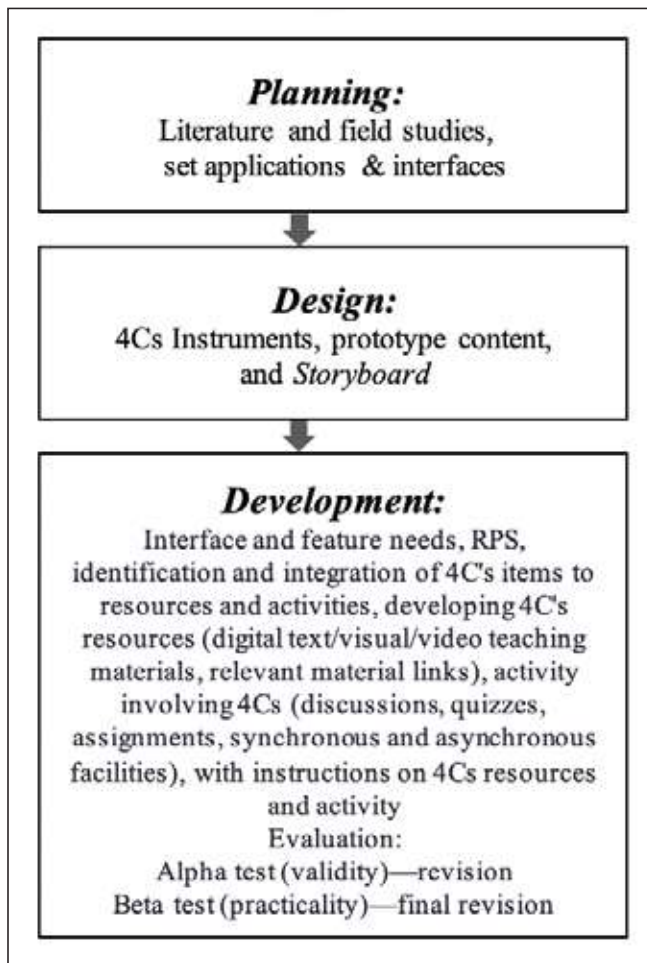 Planning:
Literature and field studies,
set applications & interfaces
Design:
4Cs Instruments, prototype content,
and Storyboard
Development:
Interface and feature needs, RPS,
identification and integration of 4C's items to
resources and activities, developing 4C's
resources (digital text/visual/video teaching
materials, relevant material links), activity
involving 4Cs (discussions, quizzes,
assignments, synchronous and asynchronous
facilities), with instructions on 4Cs resources
and activity
Evaluation:
Alpha test (validity)—revision
Beta test (practicality)—final revision